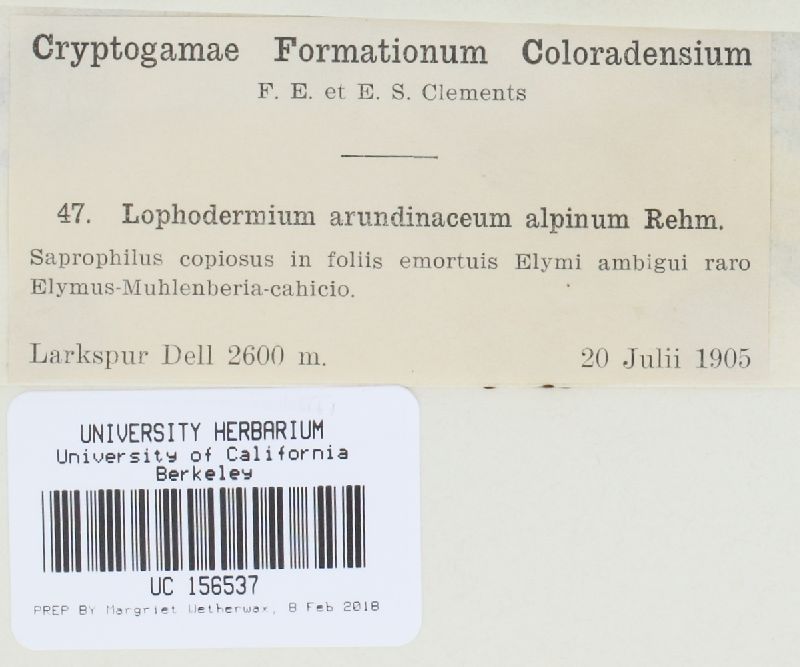 Cryptogamae Formationum Coloradensium
F. E. et E. S. Clements
47. Lophodermium arundinaceum alpinum Rehm.
Saprophilus copiosus in foliis emortuis Elymi ambigui raro
Elymus-Muhlenberia-cahicio.
Larkspur Dell 2600 m. 20 Julii 1905
UNIVERSITY HERBARIUM
University of California
Berkeley
UC 156537
PREP BY Margriet Wetherwax, 8 Feb 2018